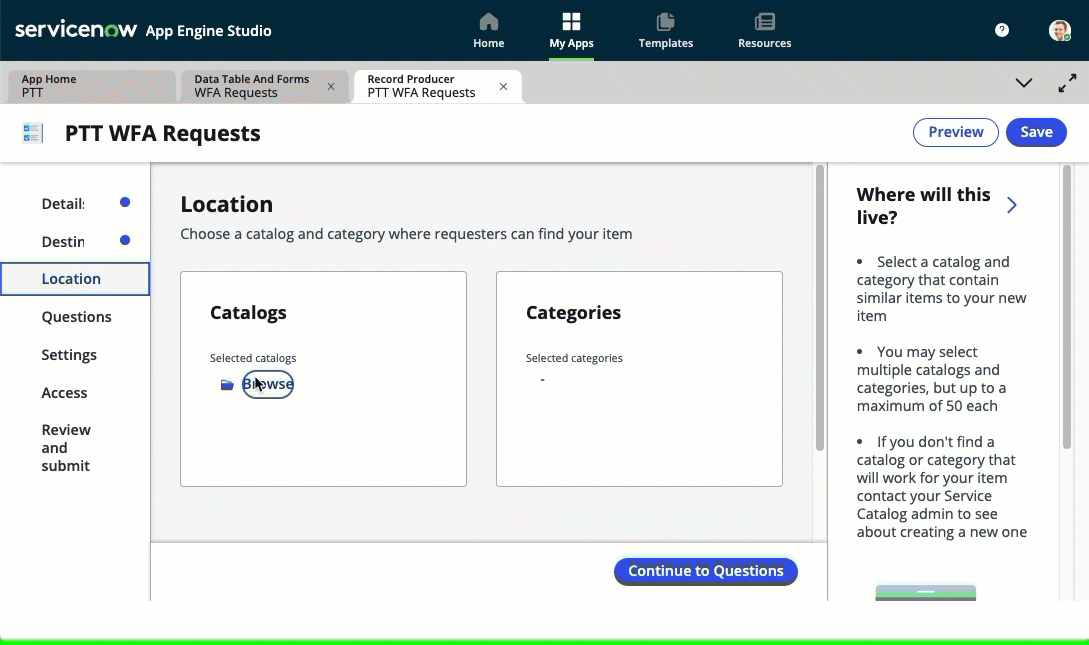 servicenow App Engine Studio
Home
My Apps
Templates
Resources
App Home
PTT
Data Table And Forms
WFA Requests
Record Producer
PTT WFA Requests
PTT WFA Requests
Preview
Save
Details
Destin
Location
Questions
Settings
Access
Review
and
submit
Location
Choose a catalog and category where requesters can find your item
Catalogs
Selected catalogs
Browse
Categories
Selected categories
-
Continue to Questions
Where will this
live?
• Select a catalog and
category that contain
similar items to your new
item
• You may select
multiple catalogs and
categories, but up to a
maximum of 50 each
• If you don't find a
catalog or category that
will work for your item
contact your Service
Catalog admin to see
about creating a new one